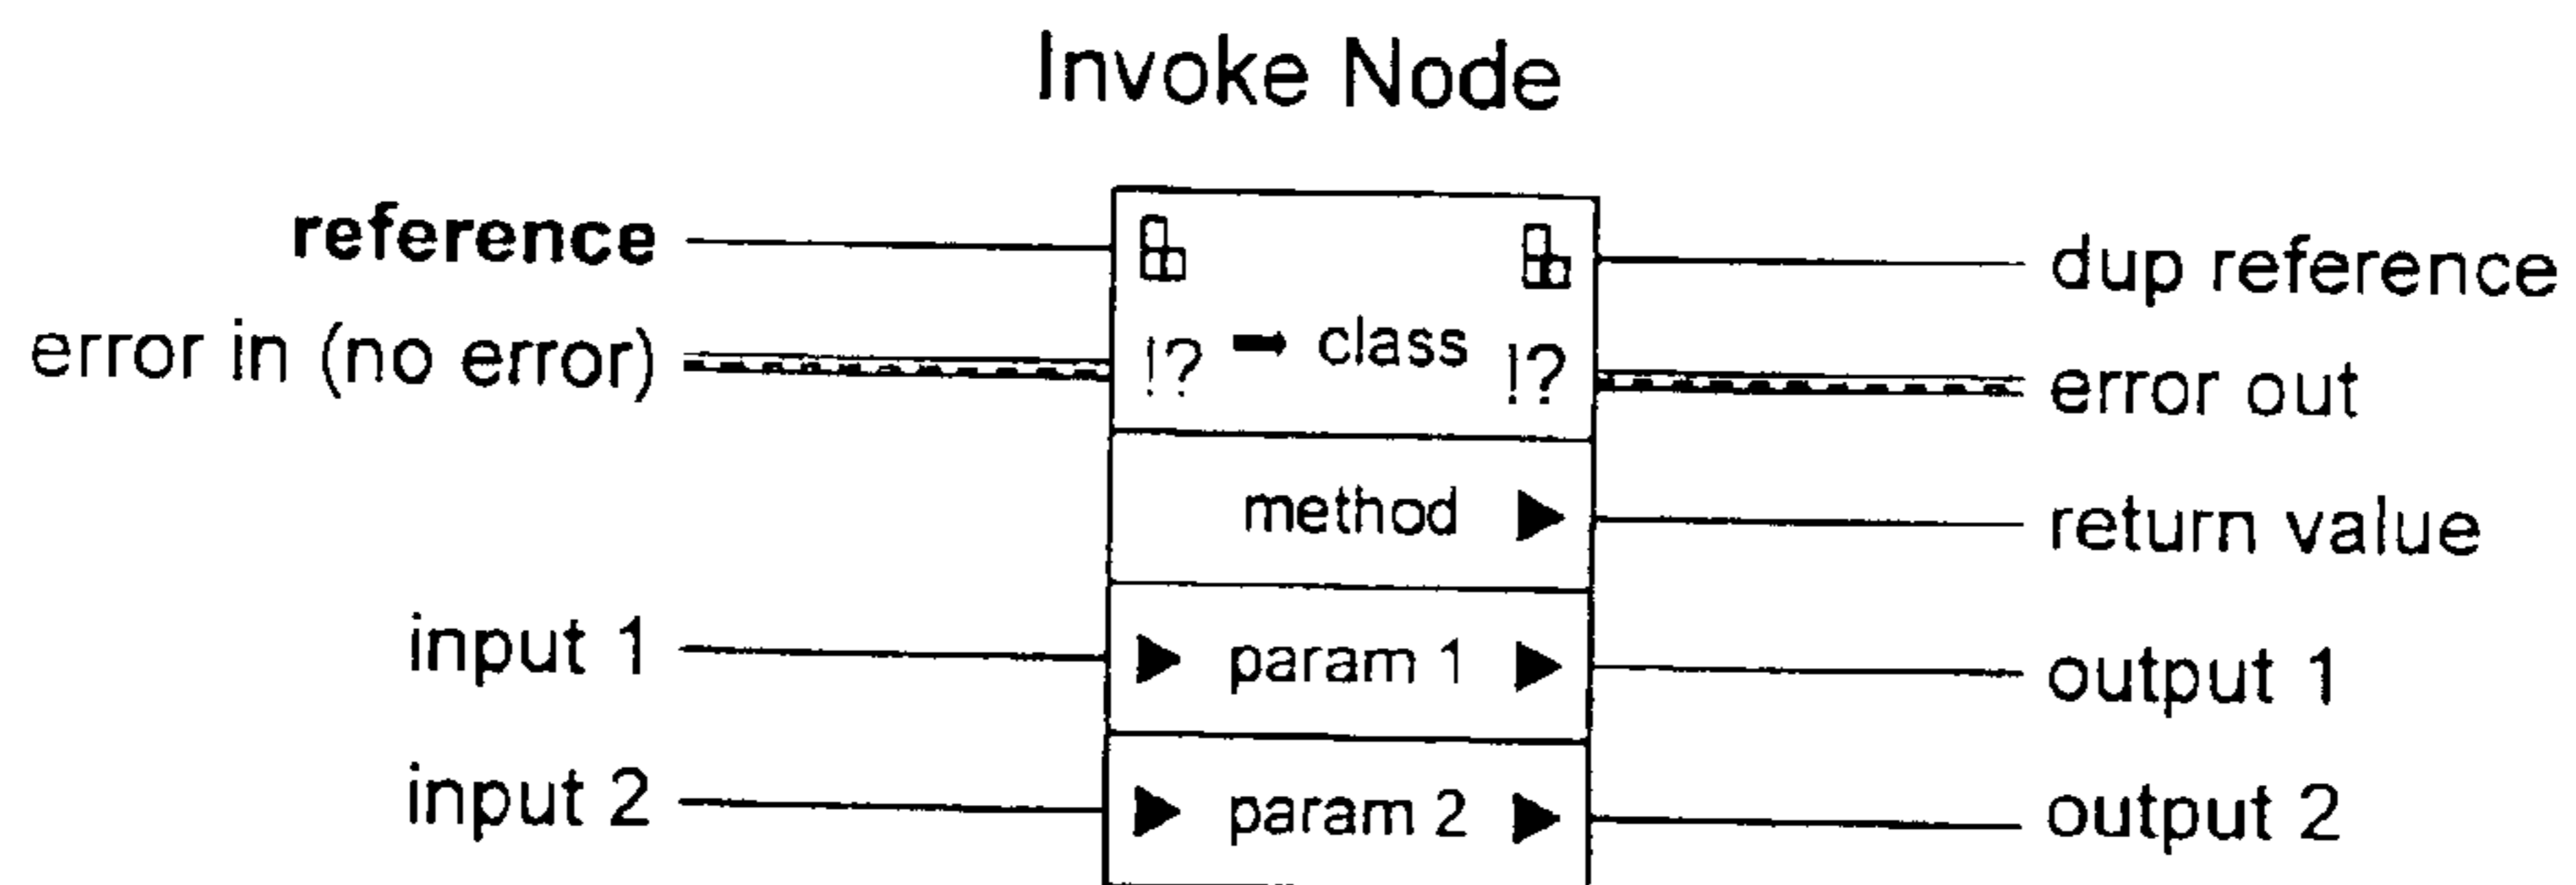 Invoke Node
reference
dup reference
error in (no error)
!? class !?
error out
method
return value
input 1
param 1
output 1
input 2
param 2
output 2